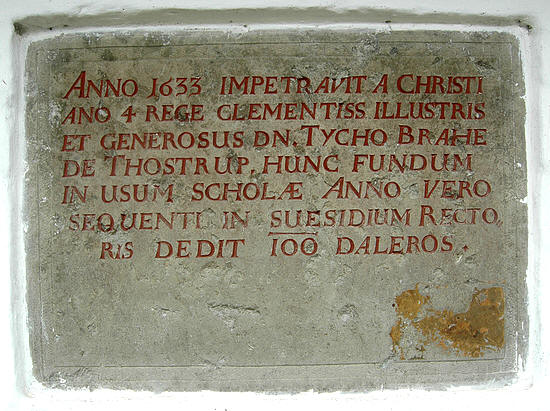 ANNO 1633 IMPETRAVIT A CHRISTI
ANO 4 REGE CLEMENTISS ILLUSTRIS
ET GENEROSUS DN. TYCHO BRAHE
DE THOSTRUP, HUNC FUNDUM
IN USUM SCHOLÆ ANNO VERO
SEQUENTI IN SUESIDIUM RECTO
RIS DEDIT 100 DALEROS.